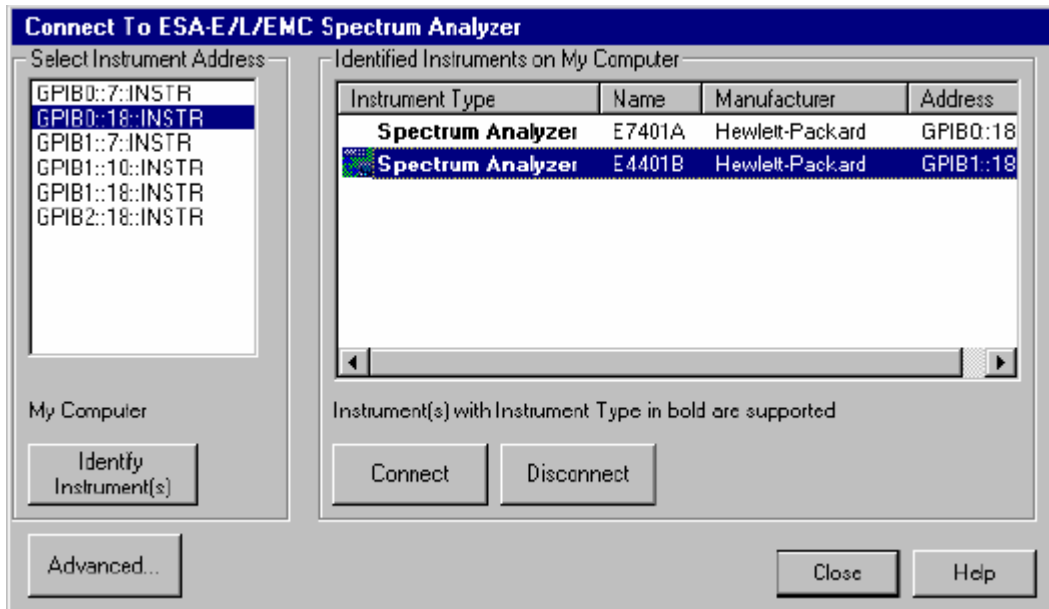 Connect To ESA-E/L/EMC Spectrum Analyzer
Select Instrument Address
GPIB0::7::INSTR
GPIB0::18::INSTR
GPIB1::7::INSTR
GPIB1::10::INSTR
GPIB1::18::INSTR
GPIB2::18::INSTR
My Computer
Identify
Instrument(s)
Advanced...
Identified Instruments on My Computer
Instrument Type Name Manufacturer Address
Spectrum Analyzer E7401A Hewlett-Packard GPIB0::18
Spectrum Analyzer E4401B Hewlett-Packard GPIB1::18
Instrument(s) with Instrument Type in bold are supported
Connect Disconnect
Close Help